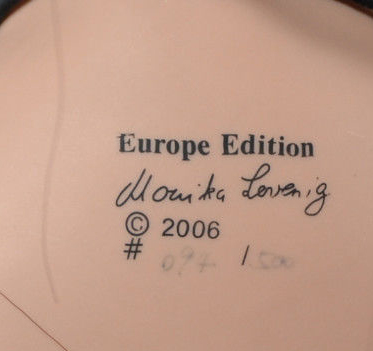 Europe Edition
Monika Levenig
© 2006
# 097 / 500